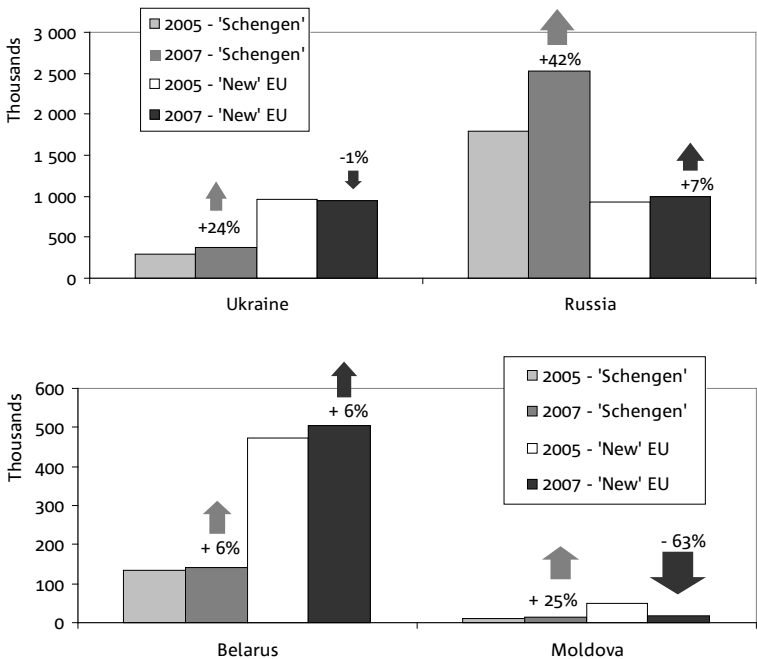 Thousands
3 000
2 500
2 000
1 500
1 000
500
0
2005 - 'Schengen'
2007 - 'Schengen'
2005 - 'New' EU
2007 - 'New' EU
+24%
-1%
+42%
+7%
Ukraine
Russia
Thousands
600
500
400
300
200
100
0
2005 - 'Schengen'
2007 - 'Schengen'
2005 - 'New' EU
2007 - 'New' EU
+ 6%
+ 6%
+ 25%
- 63%
Belarus
Moldova